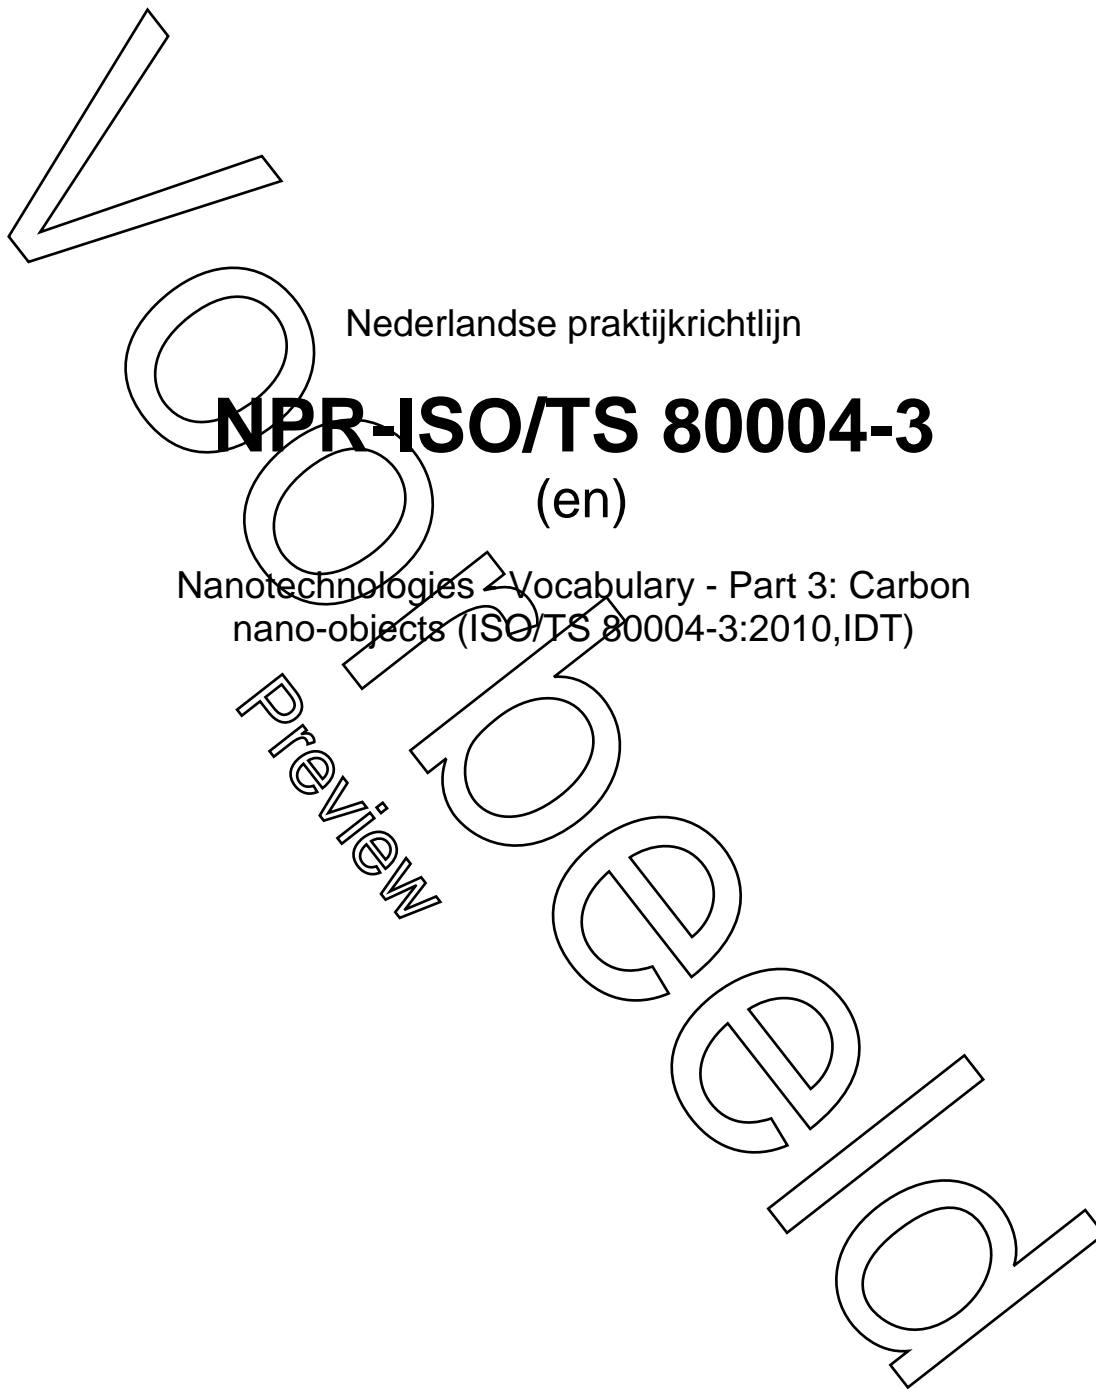 Nederlandse praktijkrichtlijn
NPR-ISO/TS 80004-3
(en)
Nanotechnologies - Vocabulary - Part 3: Carbon
nano-objects (ISO/TS 80004-3:2010,IDT)
Voorbeeld
Preview